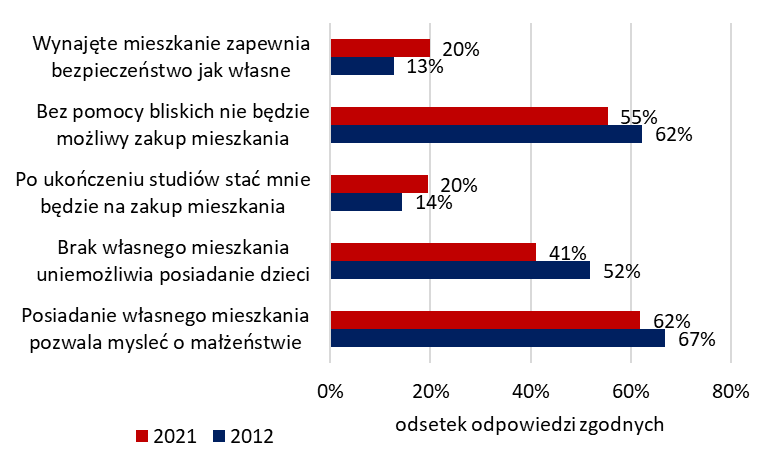 Wynajęte mieszkanie zapewnia
bezpieczeństwo jak własne
20%
13%
Bez pomocy bliskich nie będzie
możliwy zakup mieszkania
55%
62%
Po ukończeniu studiów stać mnie
będzie na zakup mieszkania
20%
14%
Brak własnego mieszkania
uniemożliwia posiadanie dzieci
41%
52%
Posiadanie własnego mieszkania
pozwala mysleć o małżeństwie
62%
67%
0% 20% 40% 60% 80%
odsetek odpowiedzi zgodnych
2021 2012